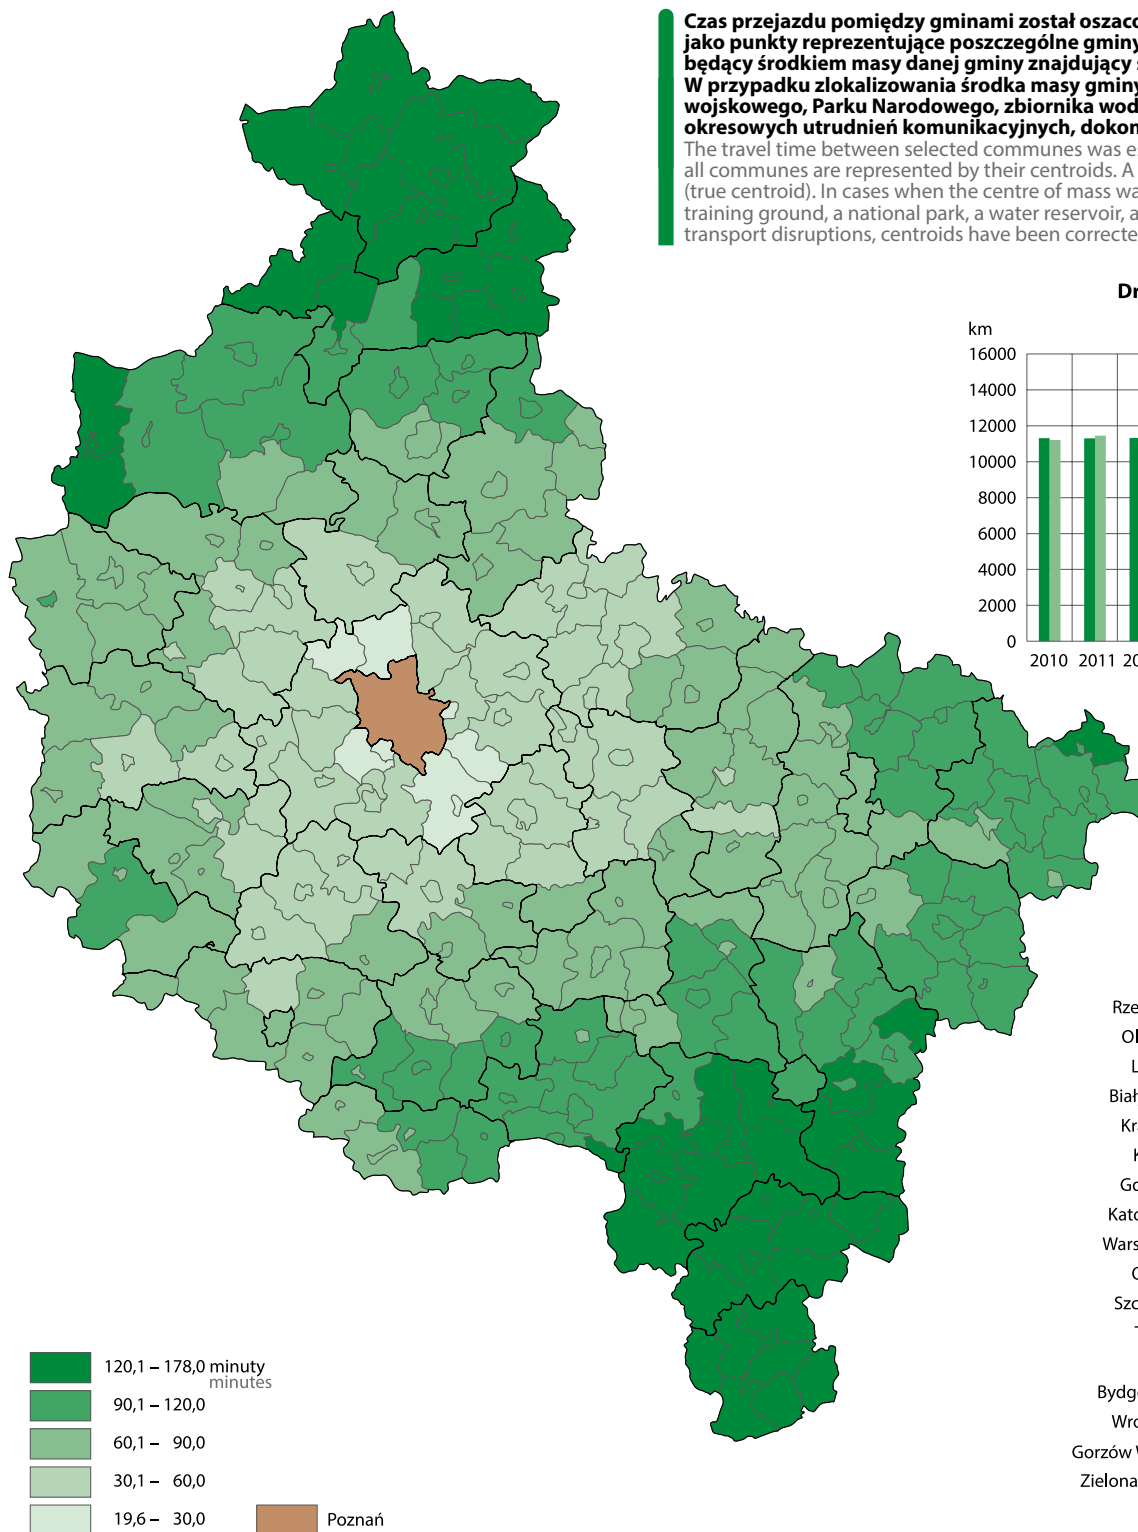 Czas przejazdu pomiędzy gminami został
jako punkty reprezentujące poszczególne gminy
będący środkiem masy danej gminy znajdujący
W przypadku zlokalizowania środka masy gminy
wojskowego, Parku Narodowego, zbiornika
okresowych utrudnień komunikacyjnych,
The travel time between selected communes was
all communes are represented by their centroids. A
(true centroid). In cases when the centre of mass
training ground, a national park, a water reservoir,
transport disruptions, centroids have been
km
16000
14000
12000
10000
8000
6000
4000
2000
0
2010 2011
120,1 – 178,0 minuty
minutes
90,1 – 120,0
60,1 – 90,0
30,1 – 60,0
19,6 – 30,0
Poznań
Gorzów
Zielona